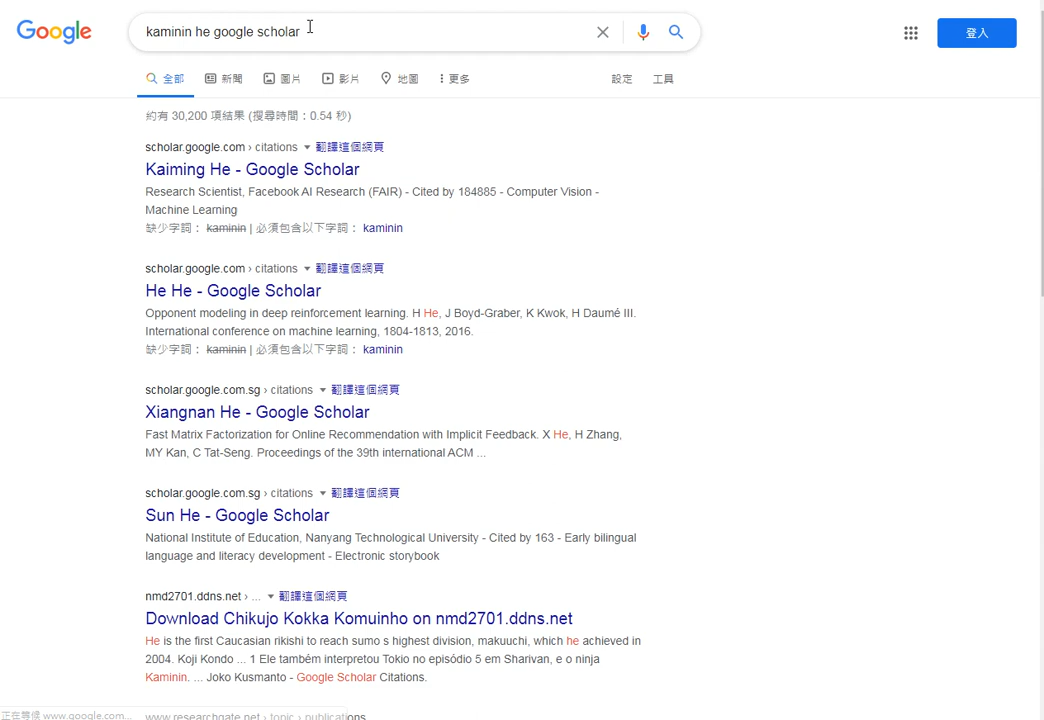 Google
kaminin he google scholar
登入
全部 新聞 圖片 影片 地圖 更多 設定 工具
約有 30,200 項結果 (搜尋時間：0.54 秒)
scholar.google.com › citations ▼ 翻譯這個網頁
Kaiming He - Google Scholar
Research Scientist, Facebook AI Research (FAIR) - Cited by 184885 - Computer Vision -
Machine Learning
缺少字詞： kaminin | 必須包含以下字詞： kaminin
scholar.google.com › citations ▼ 翻譯這個網頁
He He - Google Scholar
Opponent modeling in deep reinforcement learning. H He, J Boyd-Graber, K Kwok, H Daumé III.
International conference on machine learning, 1804-1813, 2016.
缺少字詞： kaminin | 必須包含以下字詞： kaminin
scholar.google.com.sg › citations ▼ 翻譯這個網頁
Xiangnan He - Google Scholar
Fast Matrix Factorization for Online Recommendation with Implicit Feedback. X He, H Zhang,
MY Kan, C Tat-Seng. Proceedings of the 39th international ACM ...
scholar.google.com.sg › citations ▼ 翻譯這個網頁
Sun He - Google Scholar
National Institute of Education, Nanyang Technological University - Cited by 163 - Early bilingual
language and literacy development - Electronic storybook
nmd2701.ddns.net › ... ▼ 翻譯這個網頁
Download Chikujo Kokka Komuinho on nmd2701.ddns.net
He is the first Caucasian rikishi to reach sumo s highest division, makuuchi, which he achieved in
2004. Koji Kondo ... 1 Ele também interpretou Tokio no episódio 5 em Sharivan, e o ninja
Kaminin. ... Joko Kusmanto - Google Scholar Citations.
正在等候 www.google.com...
www.researchgate.net › topic › publications